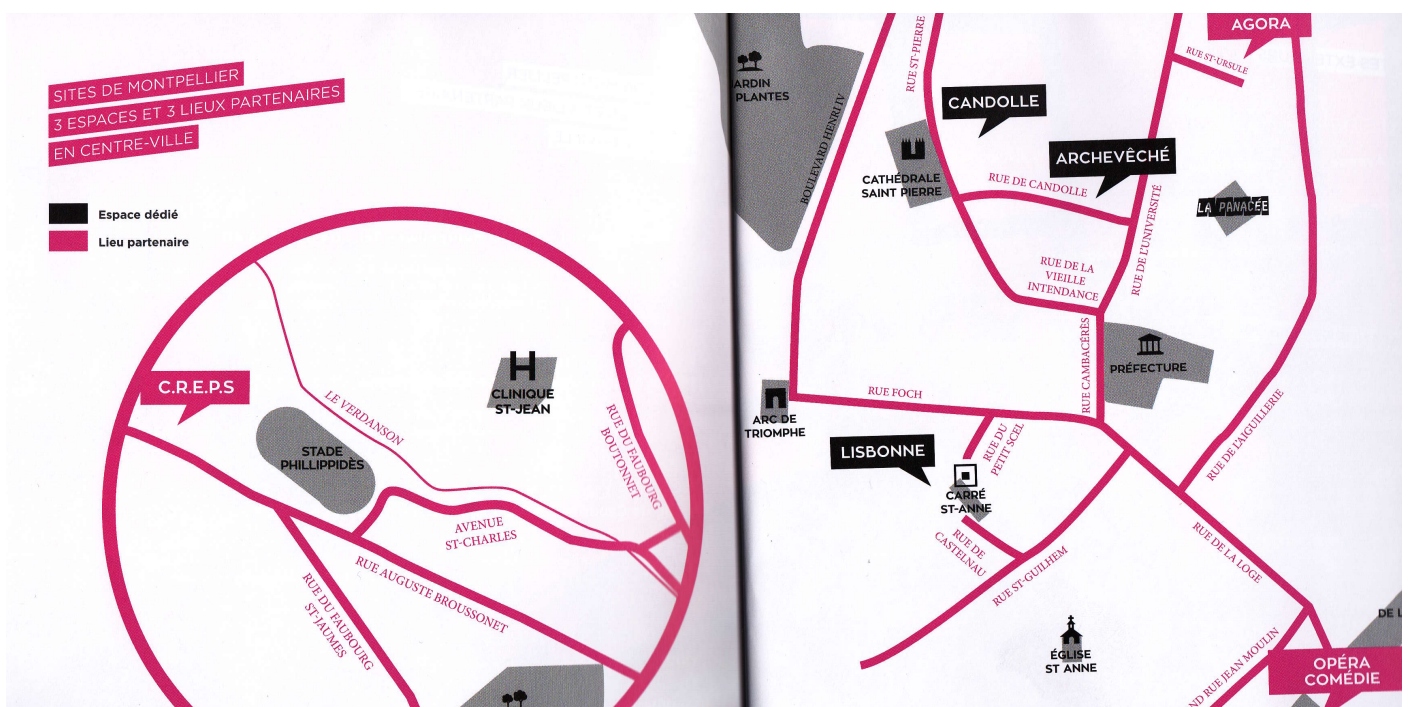 SITES DE MONTPELLIER
3 ESPACES ET 3 LIEUX PARTENAIRES
EN CENTRE-VILLE
Espace dédié
Lieu partenaire
C.R.E.P.S
LE VERDANSON
CLINIQUE
ST-JEAN
STADE
PHILLIPPIDÈS
RUE DU FAUBOURG
BOUTONNET
AVENUE
ST-CHARLES
RUE AUGUSTE BROUSSONET
RUE DU FAUBOURG
ST-JAUMES
JARDIN
PLANTES
BOULEVARD HENRI IV
RUE ST-PIERRE
CANDOLLE
AGORA
RUE ST-URSULE
ARCHEVÊCHÉ
CATHÉDRALE
SAINT PIERRE
RUE DE CANDOLLE
RUE DE L'UNIVERSITÉ
LA PANACÉE
RUE DE LA
VIEILLE
INTENDANCE
RUE CAMBACÉRÈS
PRÉFECTURE
RUE FOCH
ARC DE
TRIOMPHE
LISBONNE
RUE DU
PETIT SCEL
CARRÉ
ST-ANNE
RUE DE
CASTELNAU
RUE ST-GUILHEM
RUE DE L'AIGUILLERIE
RUE DE LA LOGE
ÉGLISE
ST ANNE
ND RUE JEAN MOULIN
DE L
OPÉRA
COMÉDIE